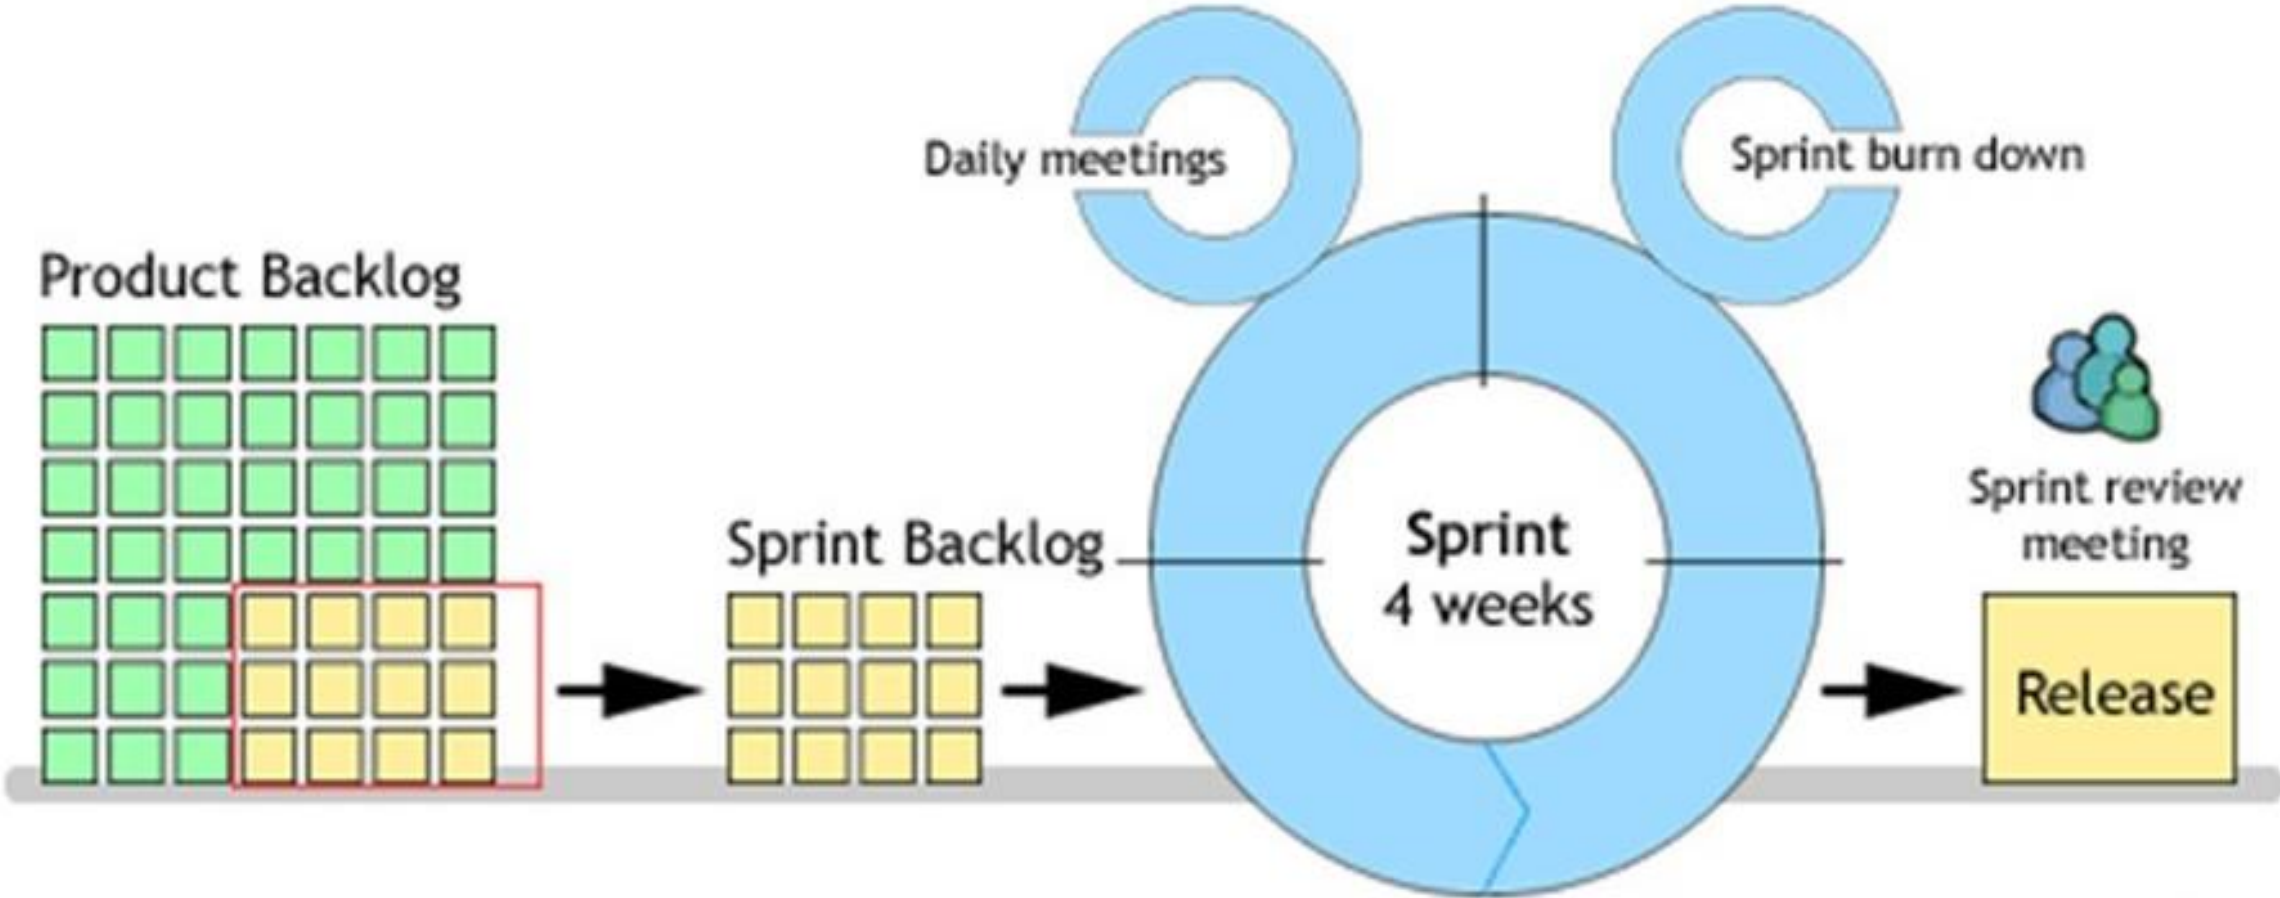 Daily meetings
Sprint burn down
Product Backlog
Sprint Backlog
Sprint
4 weeks
Sprint review
meeting
Release